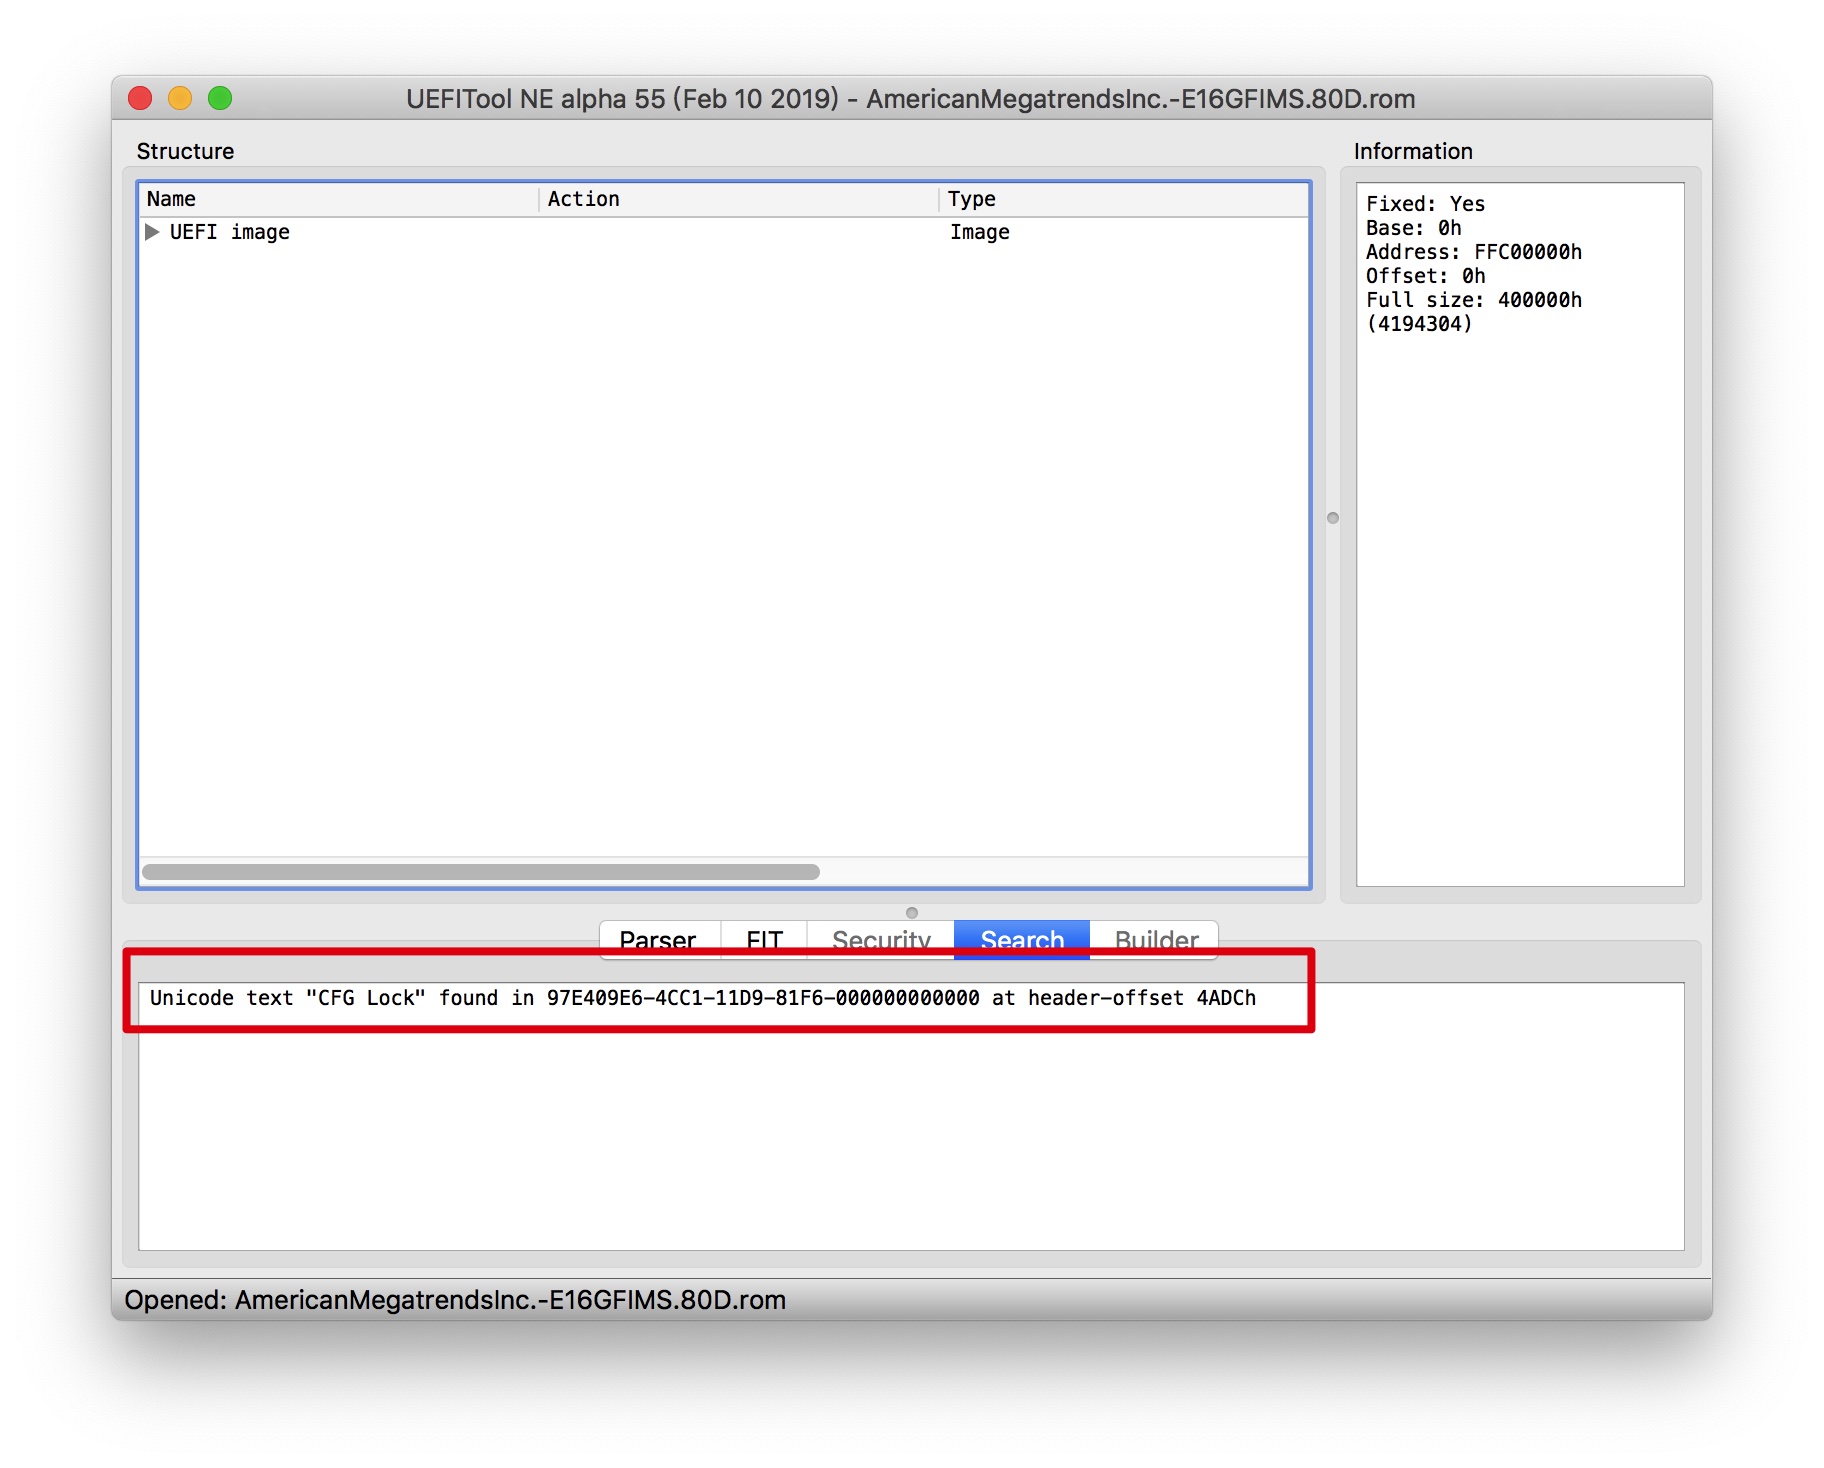 UEFITool NE alpha 55 (Feb 10 2019) - AmericanMegatrendsInc.-E16GFIMS.80D.rom
Structure
Information
Name Action Type
UEFI image Image
Fixed: Yes
Base: 0h
Address: FFC00000h
Offset: 0h
Full size: 400000h
(4194304)
Parser FIT Security Search Builder
Unicode text "CFG Lock" found in 97E409E6-4CC1-11D9-81F6-000000000000 at header-offset 4ADCh
Opened: AmericanMegatrendsInc.-E16GFIMS.80D.rom